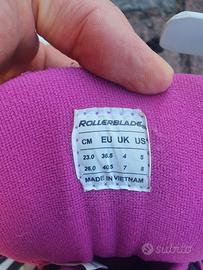 ROLLERBLADE
CM EU UK US
23.0 36.5 4 5
26.0 40.5 7 8
MADE IN VIETNAM
subito